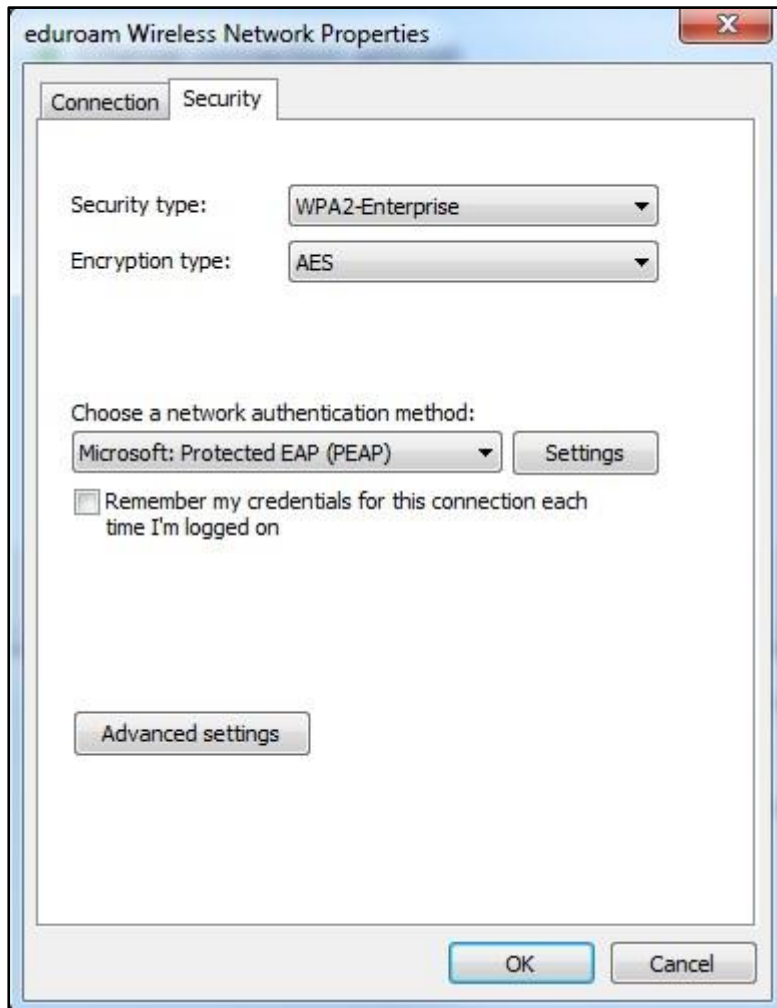 eduroam Wireless Network Properties
Connection
Security
Security type:
WPA2-Enterprise
Encryption type:
AES
Choose a network authentication method:
Microsoft: Protected EAP (PEAP)
Settings
Remember my credentials for this connection each
time I'm logged on
Advanced settings
OK
Cancel